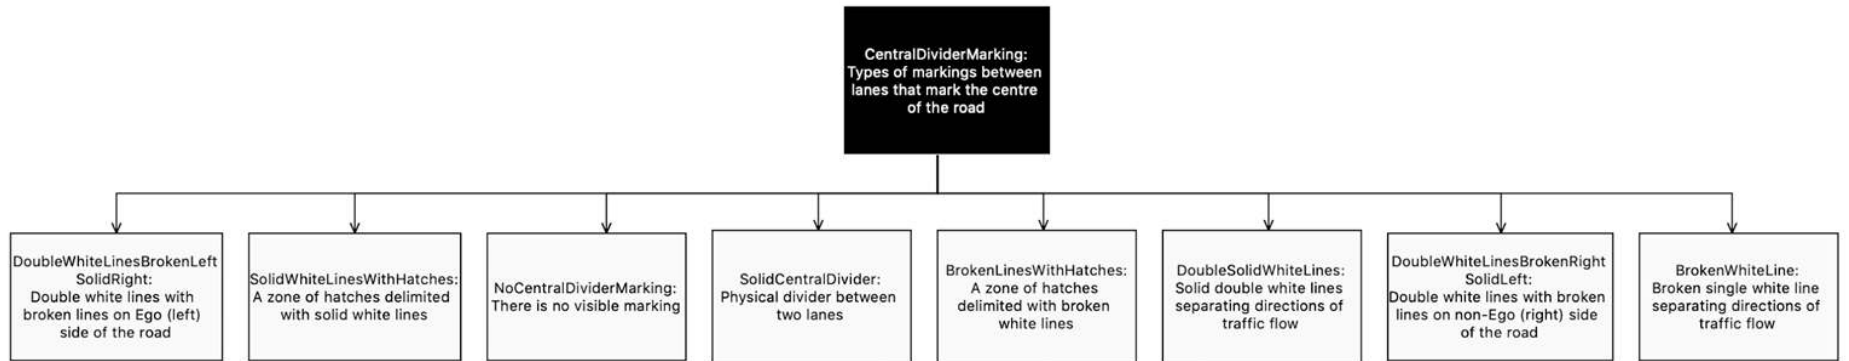 CentralDividerMarking:
Types of markings between
lanes that mark the centre
of the road
DoubleWhiteLinesBrokenLeft
SolidRight:
Double white lines with
broken lines on Ego (left)
side of the road
SolidWhiteLinesWithHatches:
A zone of hatches delimited
with solid white lines
NoCentralDividerMarking:
There is no visible marking
SolidCentralDivider:
Physical divider between
two lanes
BrokenLinesWithHatches:
A zone of hatches
delimited with broken
white lines
DoubleSolidWhiteLines:
Solid double white lines
separating directions of
traffic flow
DoubleWhiteLinesBrokenRight
SolidLeft:
Double white lines with broken
lines on non-Ego (right) side
of the road
BrokenWhiteLine:
Broken single white line
separating directions of
traffic flow